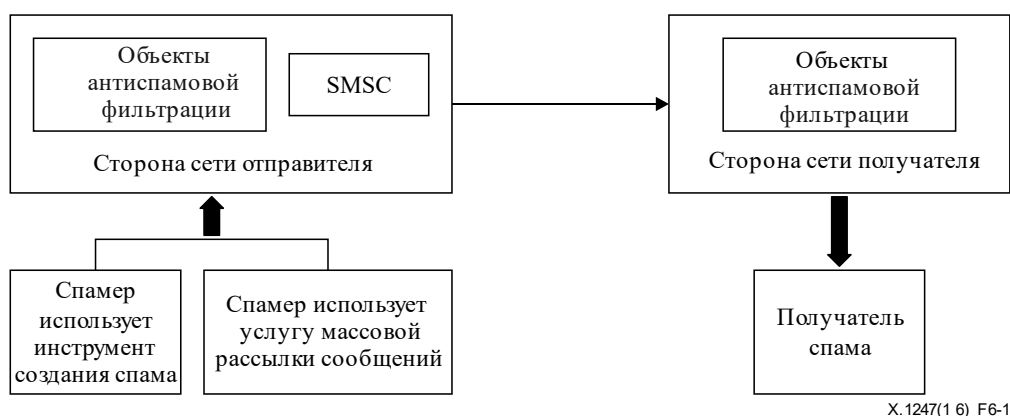 Объекты
антиспамовой
фильтрации
SMSC
Сторона сети отправителя
Объекты
антиспамовой
фильтрации
Сторона сети получателя
Спамер
использует
инструмент
создания спама
Спамер использует
услугу массовой
рассылки сообщений
Получатель
спама
X.1247(1 6)_F6-1